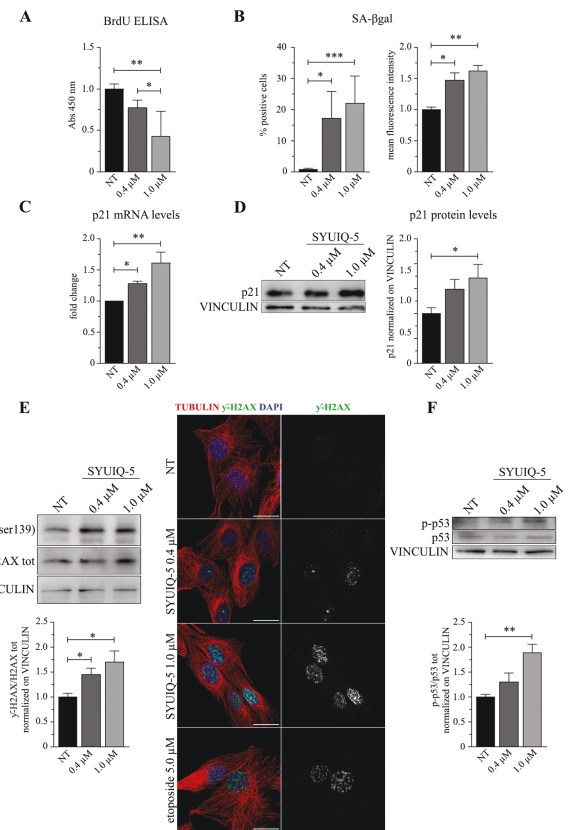 A
BrdU ELISA
Abs 450 nm
1.5
1.0
0.5
0
**
*
NT
0.4 µM
1.0 µM
B
SA-βgal
% positive cells
40
30
20
10
0
***
*
NT
0.4 µM
1.0 µM
mean fluorescence intensity
2.0
1.5
1.0
0.5
0
**
*
NT
0.4 µM
1.0 µM
C
p21 mRNA levels
fold change
2.0
1.5
1.0
0.5
0
**
*
NT
0.4 µM
1.0 µM
D
SYUIQ-5
NT
0.4 µM
1.0 µM
p21
VINCULIN
p21 protein levels
p21 normalized on VINCULIN
2.0
1.5
1.0
0.5
0
*
NT
0.4 µM
1.0 µM
E
SYUIQ-5
NT
0.4 µM
1.0 µM
ser139)
2AX tot
NCULIN
γ-H2AX/H2AX tot
normalized on VINCULIN
2.5
2.0
1.5
1.0
0.5
0
*
*
NT
0.4 µM
1.0 µM
TUBULIN γ-H2AX DAPI
γ-H2AX
NT
SYUIQ-5 0.4 µM
SYUIQ-5 1.0 µM
etoposide 5.0 µM
F
SYUIQ-5
NT
0.4 µM
1.0 µM
p-p53
p53
VINCULIN
p-p53/p53 tot
normalized on VINCULIN
2.5
2.0
1.5
1.0
0.5
0
**
NT
0.4 µM
1.0 µM